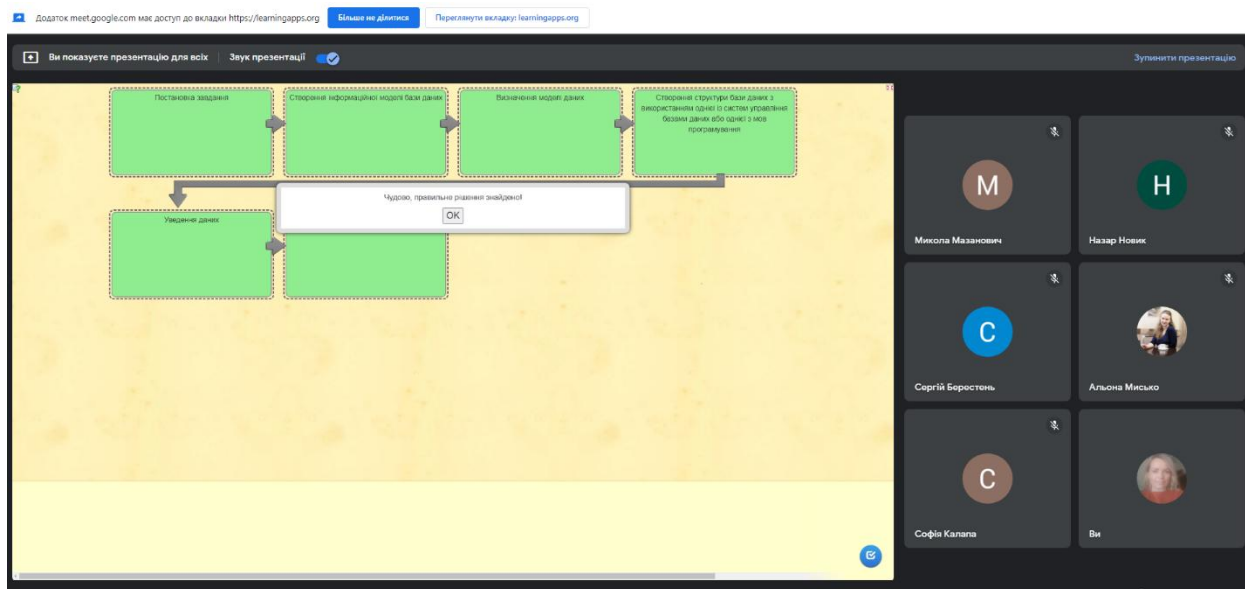 Додаток meet.google.com має доступ до вкладки https://learningapps.org
Більше не ділитися
Переглянути вкладку: learningapps.org
Ви показуєте презентацію для всіх
Звук презентації
Зупинити презентацію
Постановка завдання
Створення інформаційної моделі бази даних
Визначення моделі даних
Створення структури бази даних з
використанням однієї із систем управління
базами даних або однієї з мов
програмування
Чудово, правильне рішення знайдено!
OK
Уведення даних
М
Микола Мазанович
Н
Назар Новик
С
Сергій Берестень
Альона Мисько
С
Софія Калапа
Ви